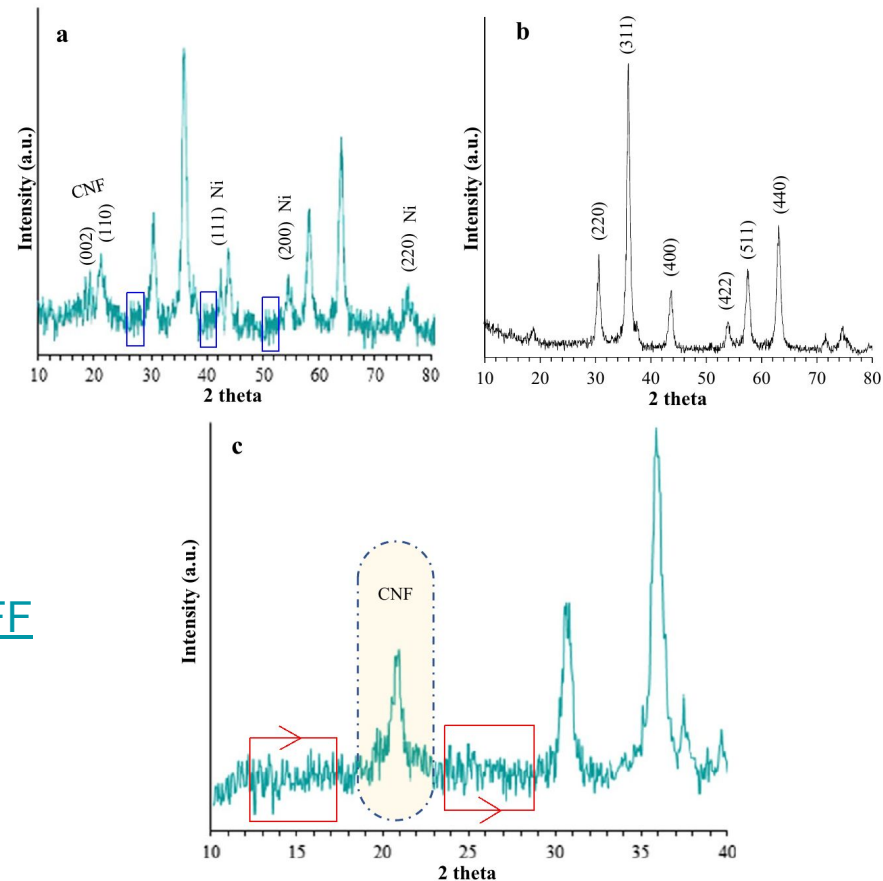 a
Intensity (a.u.)
CNF
(002)
(110)
(111) Ni
(200) Ni
(220) Ni
10 20 30 40 50 60 70 80
2 theta
b
(220)
(311)
(400)
(422)
(511)
(440)
Intensity (a.u.)
10 20 30 40 50 60 70 80
2 theta
c
CNF
Intensity (a.u.)
FF
10 15 20 25 30 35 40
2 theta